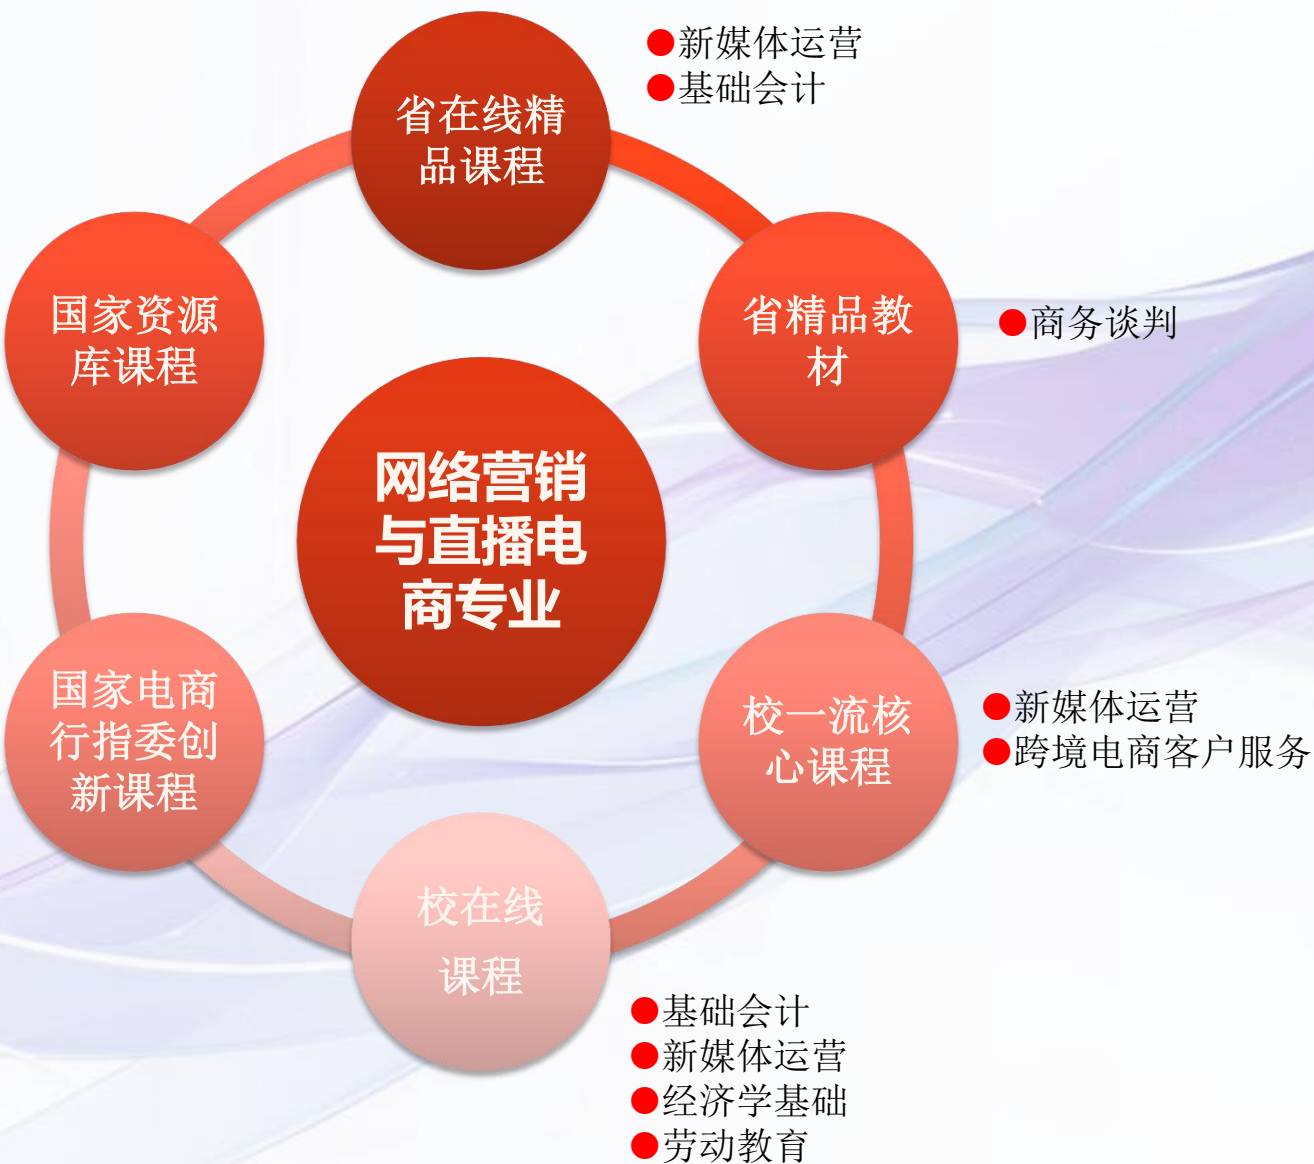 省在线精
品课程
●新媒体运营
●基础会计
国家资源
库课程
省精品教
材
●商务谈判
网络营销
与直播电
商专业
国家电商
行指委创
新课程
校一流核
心课程
●新媒体运营
●跨境电商客户服务
校在线
课程
●基础会计
●新媒体运营
●经济学基础
●劳动教育